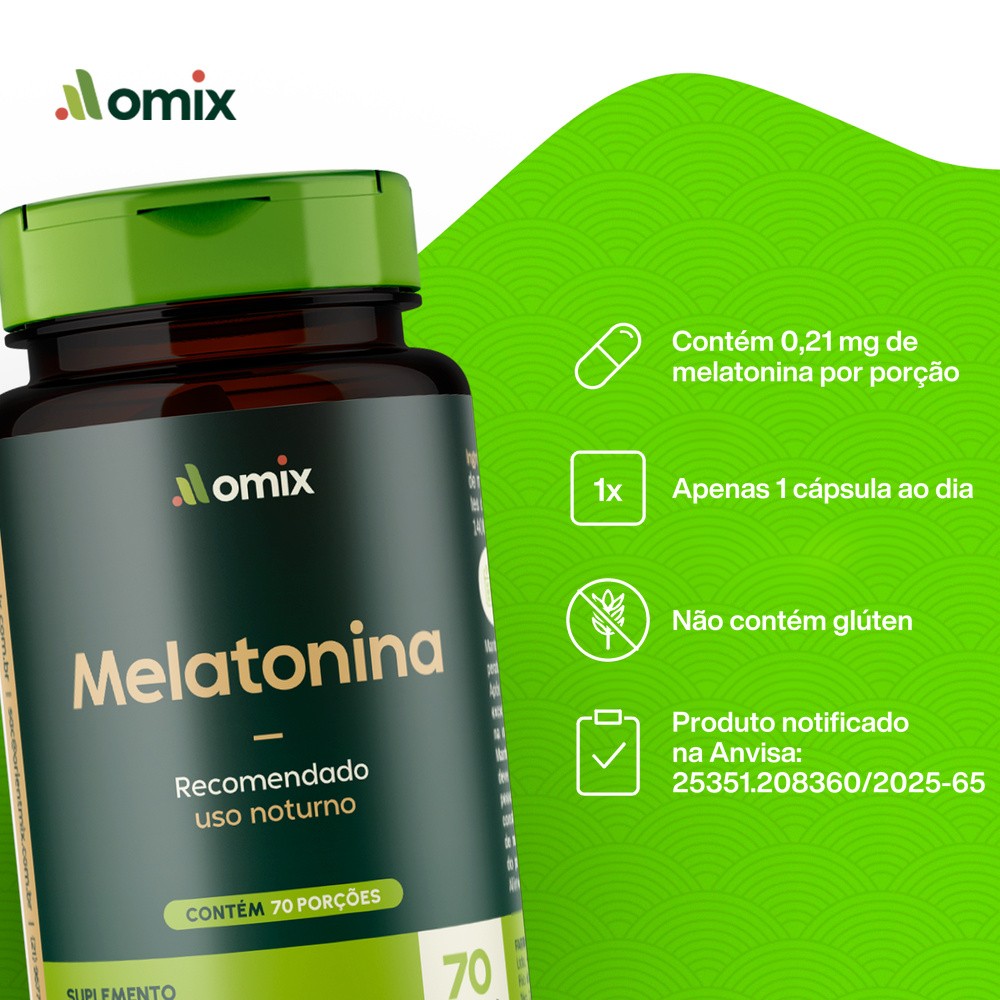 omix
Contém 0,21 mg de
melatonina por porção
1x
Apenas 1 cápsula ao dia
Não contém glúten
Produto notificado
na Anvisa:
25351.208360/2025-65
omix
Melatonina
Recomendado
uso noturno
CONTÉM 70 PORÇÕES
SUPLEMENTO
70